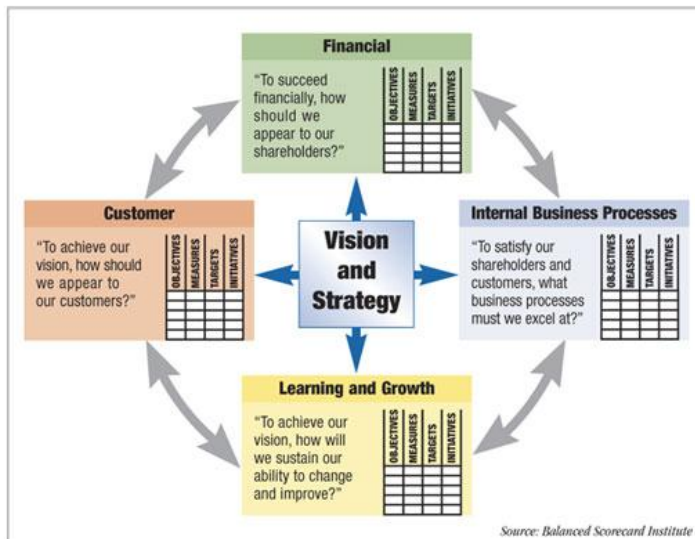 Financial
“To succeed
financially, how
should we
appear to our
shareholders?”
OBJECTIVES
MEASURES
TARGETS
INITIATIVES
Customer
“To achieve our
vision, how should
we appear to
our customers?”
OBJECTIVES
MEASURES
TARGETS
INITIATIVES
Vision
and
Strategy
Internal Business Processes
“To satisfy our
shareholders and
customers, what
business processes
must we excel at?”
OBJECTIVES
MEASURES
TARGETS
INITIATIVES
Learning and Growth
“To achieve our
vision, how will
we sustain our
ability to change
and improve?”
OBJECTIVES
MEASURES
TARGETS
INITIATIVES
Source: Balanced Scorecard Institute